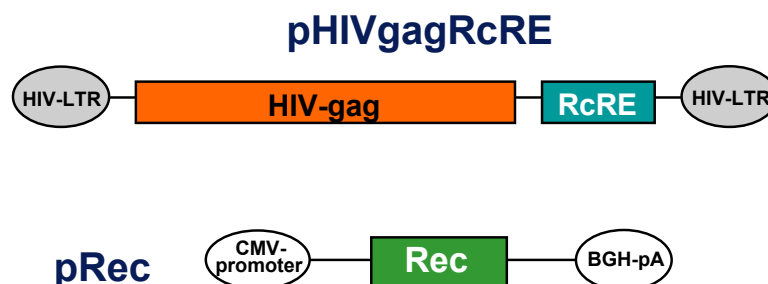 pHIVgagRcRE
HIV-LTR HIV-gag RcRE HIV-LTR
pRec
CMV-
promoter
Rec
BGH-pA